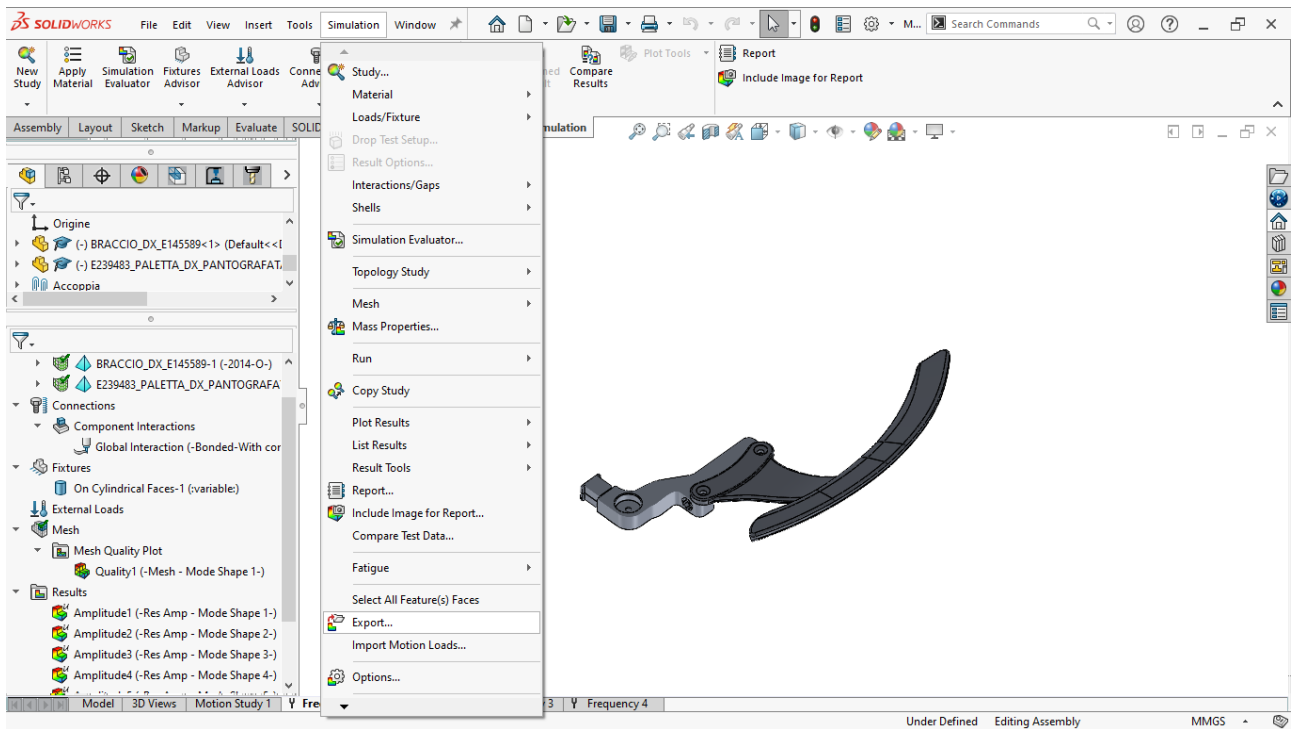 SOLIDWORKS File Edit View Insert Tools Simulation Window M... Search Commands
New Study
Apply Material
Simulation Evaluator
Fixtures Advisor
External Loads Advisor
Conne
Adv
Compare Results
Plot Tools
Report
Include Image for Report
Assembly Layout Sketch Markup Evaluate SOLID mulation
Study...
Material
Loads/Fixture
Drop Test Setup...
Result Options...
Interactions/Gaps
Shells
Simulation Evaluator...
Topology Study
Mesh
Mass Properties...
Run
Copy Study
Plot Results
List Results
Result Tools
Report...
Include Image for Report...
Compare Test Data...
Fatigue
Select All Feature(s) Faces
Export...
Import Motion Loads...
Options...
Origine
(-) BRACCIO_DX_E145589<1> (Default<<
(-) E239483_PALETTA_DX_PANTOGRAFAT
Accoppia
BRACCIO_DX_E145589-1 (-2014-O-)
E239483_PALETTA_DX_PANTOGRAFA
Connections
Component Interactions
Global Interaction (-Bonded-With cor
Fixtures
On Cylindrical Faces-1 (:variable:)
External Loads
Mesh
Mesh Quality Plot
Quality1 (-Mesh - Mode Shape 1-)
Results
Amplitude1 (-Res Amp - Mode Shape 1-)
Amplitude2 (-Res Amp - Mode Shape 2-)
Amplitude3 (-Res Amp - Mode Shape 3-)
Amplitude4 (-Res Amp - Mode Shape 4-)
Model 3D Views Motion Study 1 Fre 3 Frequency 4
Under Defined Editing Assembly MMGS